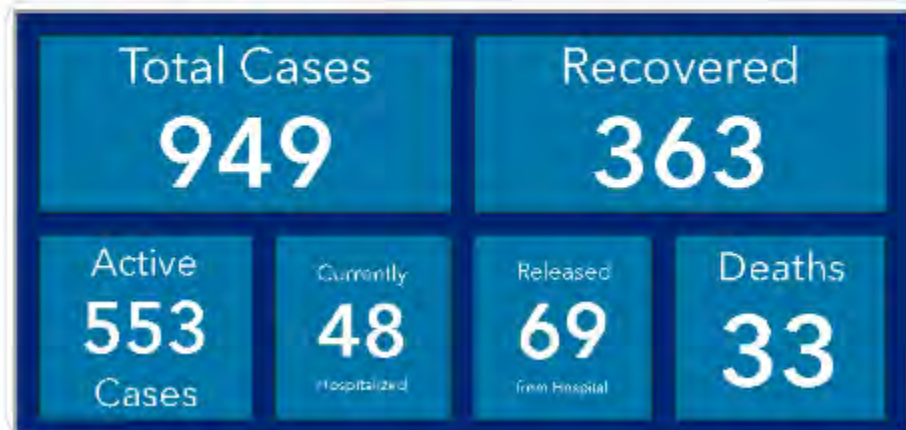 Total Cases
949
Recovered
363
Active
553
Cases
Currently
48
Hospitalized
Released
69
from Hospital
Deaths
33